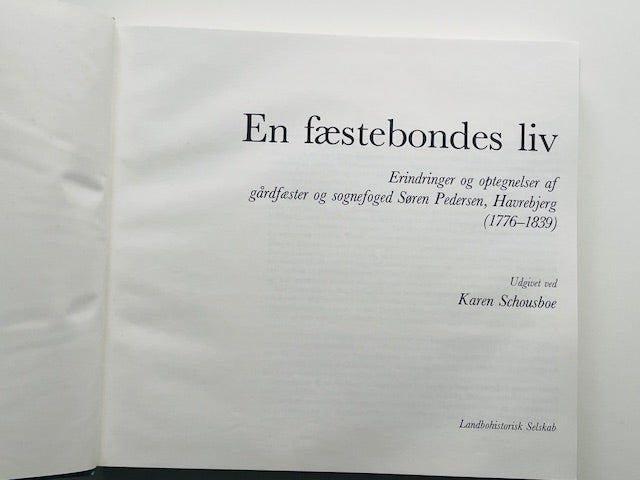 En fæstebondes liv
Erindringer og optegnelser af
gårdfæster og sognefoged Søren Pedersen, Havrebjerg
(1776–1839)
Udgivet ved
Karen Schousboe
Landbohistorisk Selskab